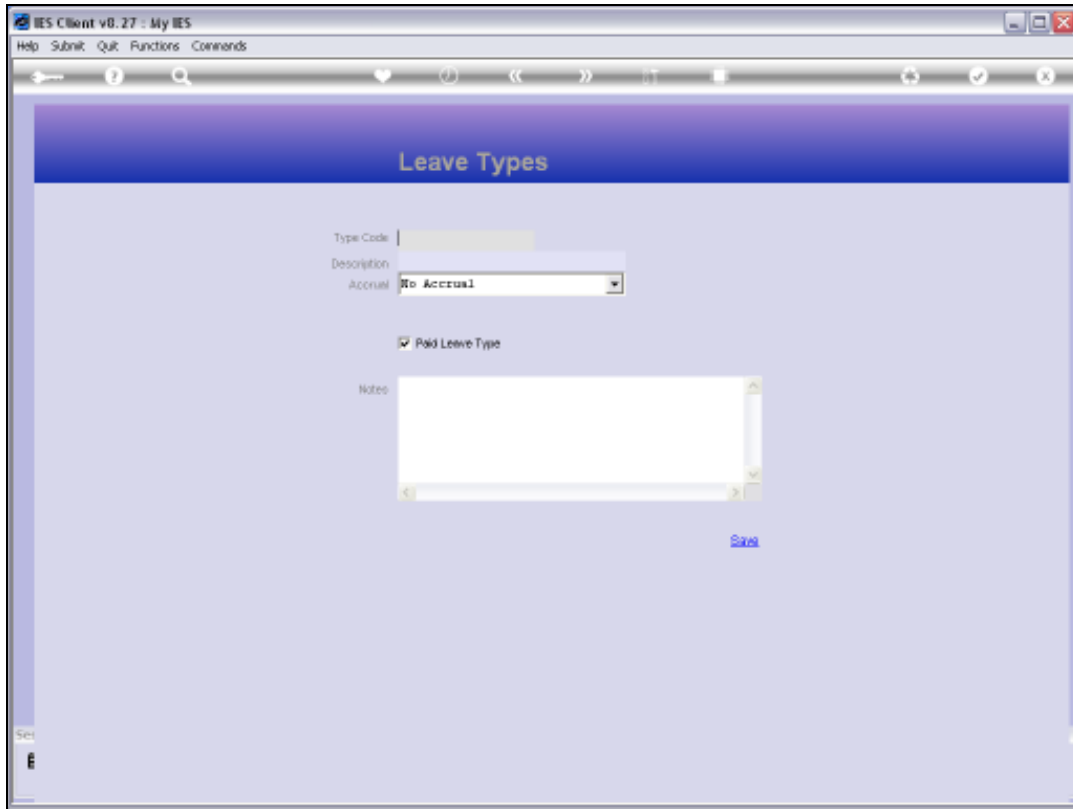 IES Client v8.27 : My IES
Help Submit Quit Functions Commands
Leave Types
Type Code
Description
Accrual No Accrual
Paid Leave Type
Notes
Save